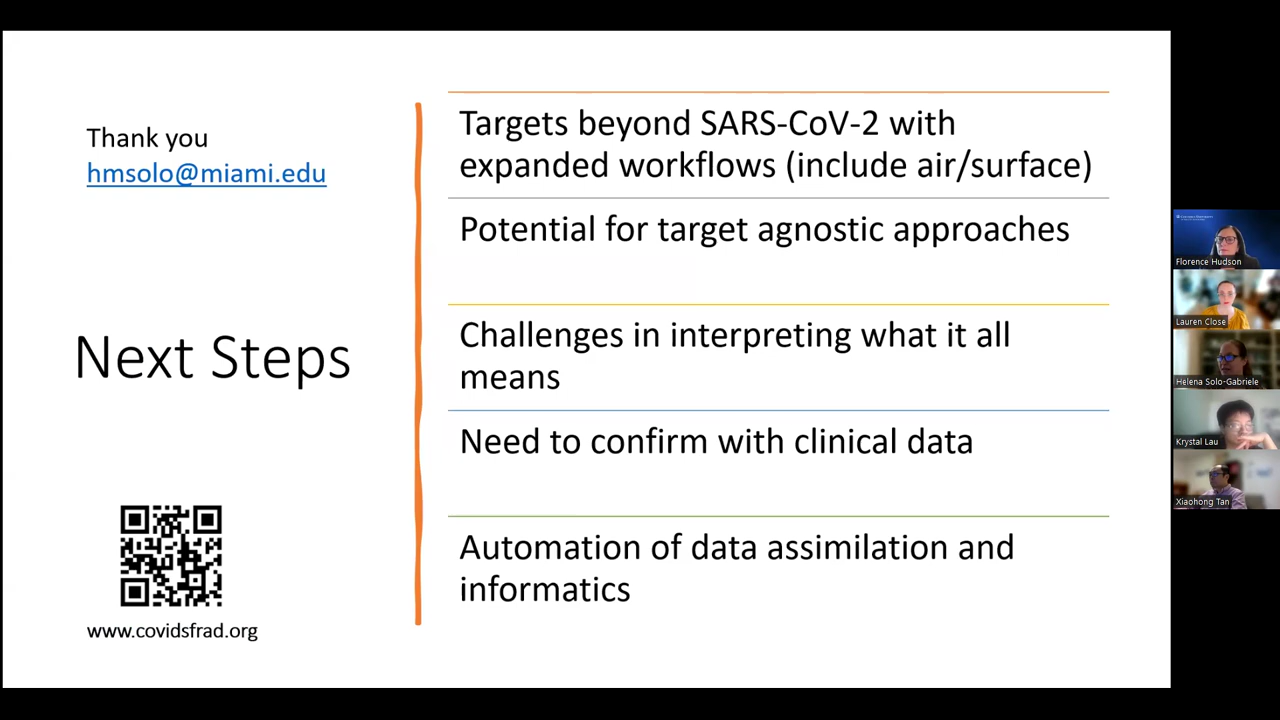 Thank you
hmsolo@miami.edu
Next Steps
www.covidsfrad.org
Targets beyond SARS-CoV-2 with
expanded workflows (include air/surface)
Potential for target agnostic approaches
Challenges in interpreting what it all
means
Need to confirm with clinical data
Automation of data assimilation and
informatics
Florence Hudson
Lauren Close
Helena Solo-Gabriele
Krystal Lau
Xiaohong Tan